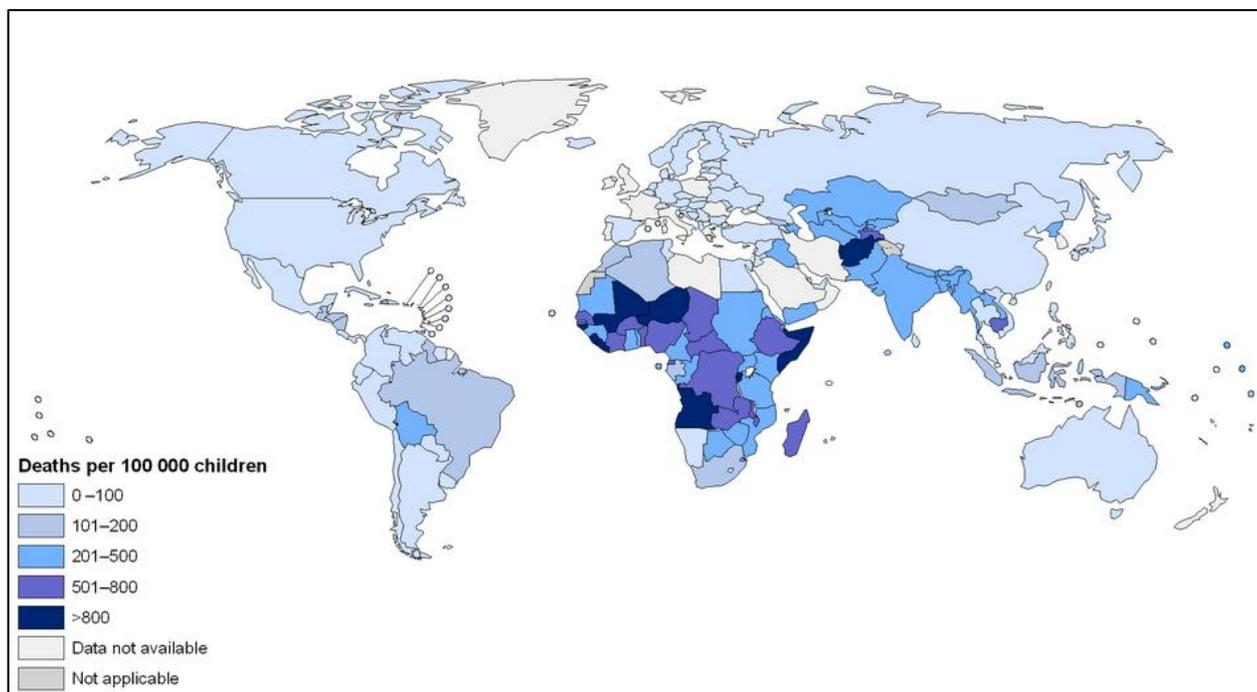 Deaths per 100 000 children
0 –100
101–200
201–500
501–800
>800
Data not available
Not applicable